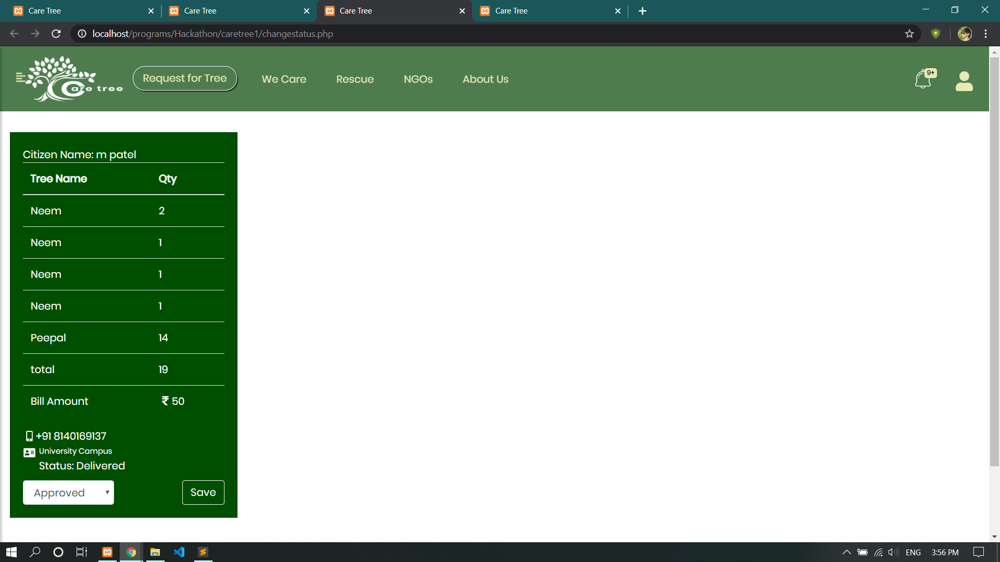 Care Tree
Care Tree
Care Tree
Care Tree
localhost/programs/Hackathon/caretree1/changestatus.php
Care tree
Request for Tree
We Care
Rescue
NGOs
About Us
9+
Citizen Name: m patel
Tree Name Qty
Neem 2
Neem 1
Neem 1
Neem 1
Peepal 14
total 19
Bill Amount ₹ 50
+91 8140169137
University Campus
Status: Delivered
Approved
Save
ENG
3:56 PM